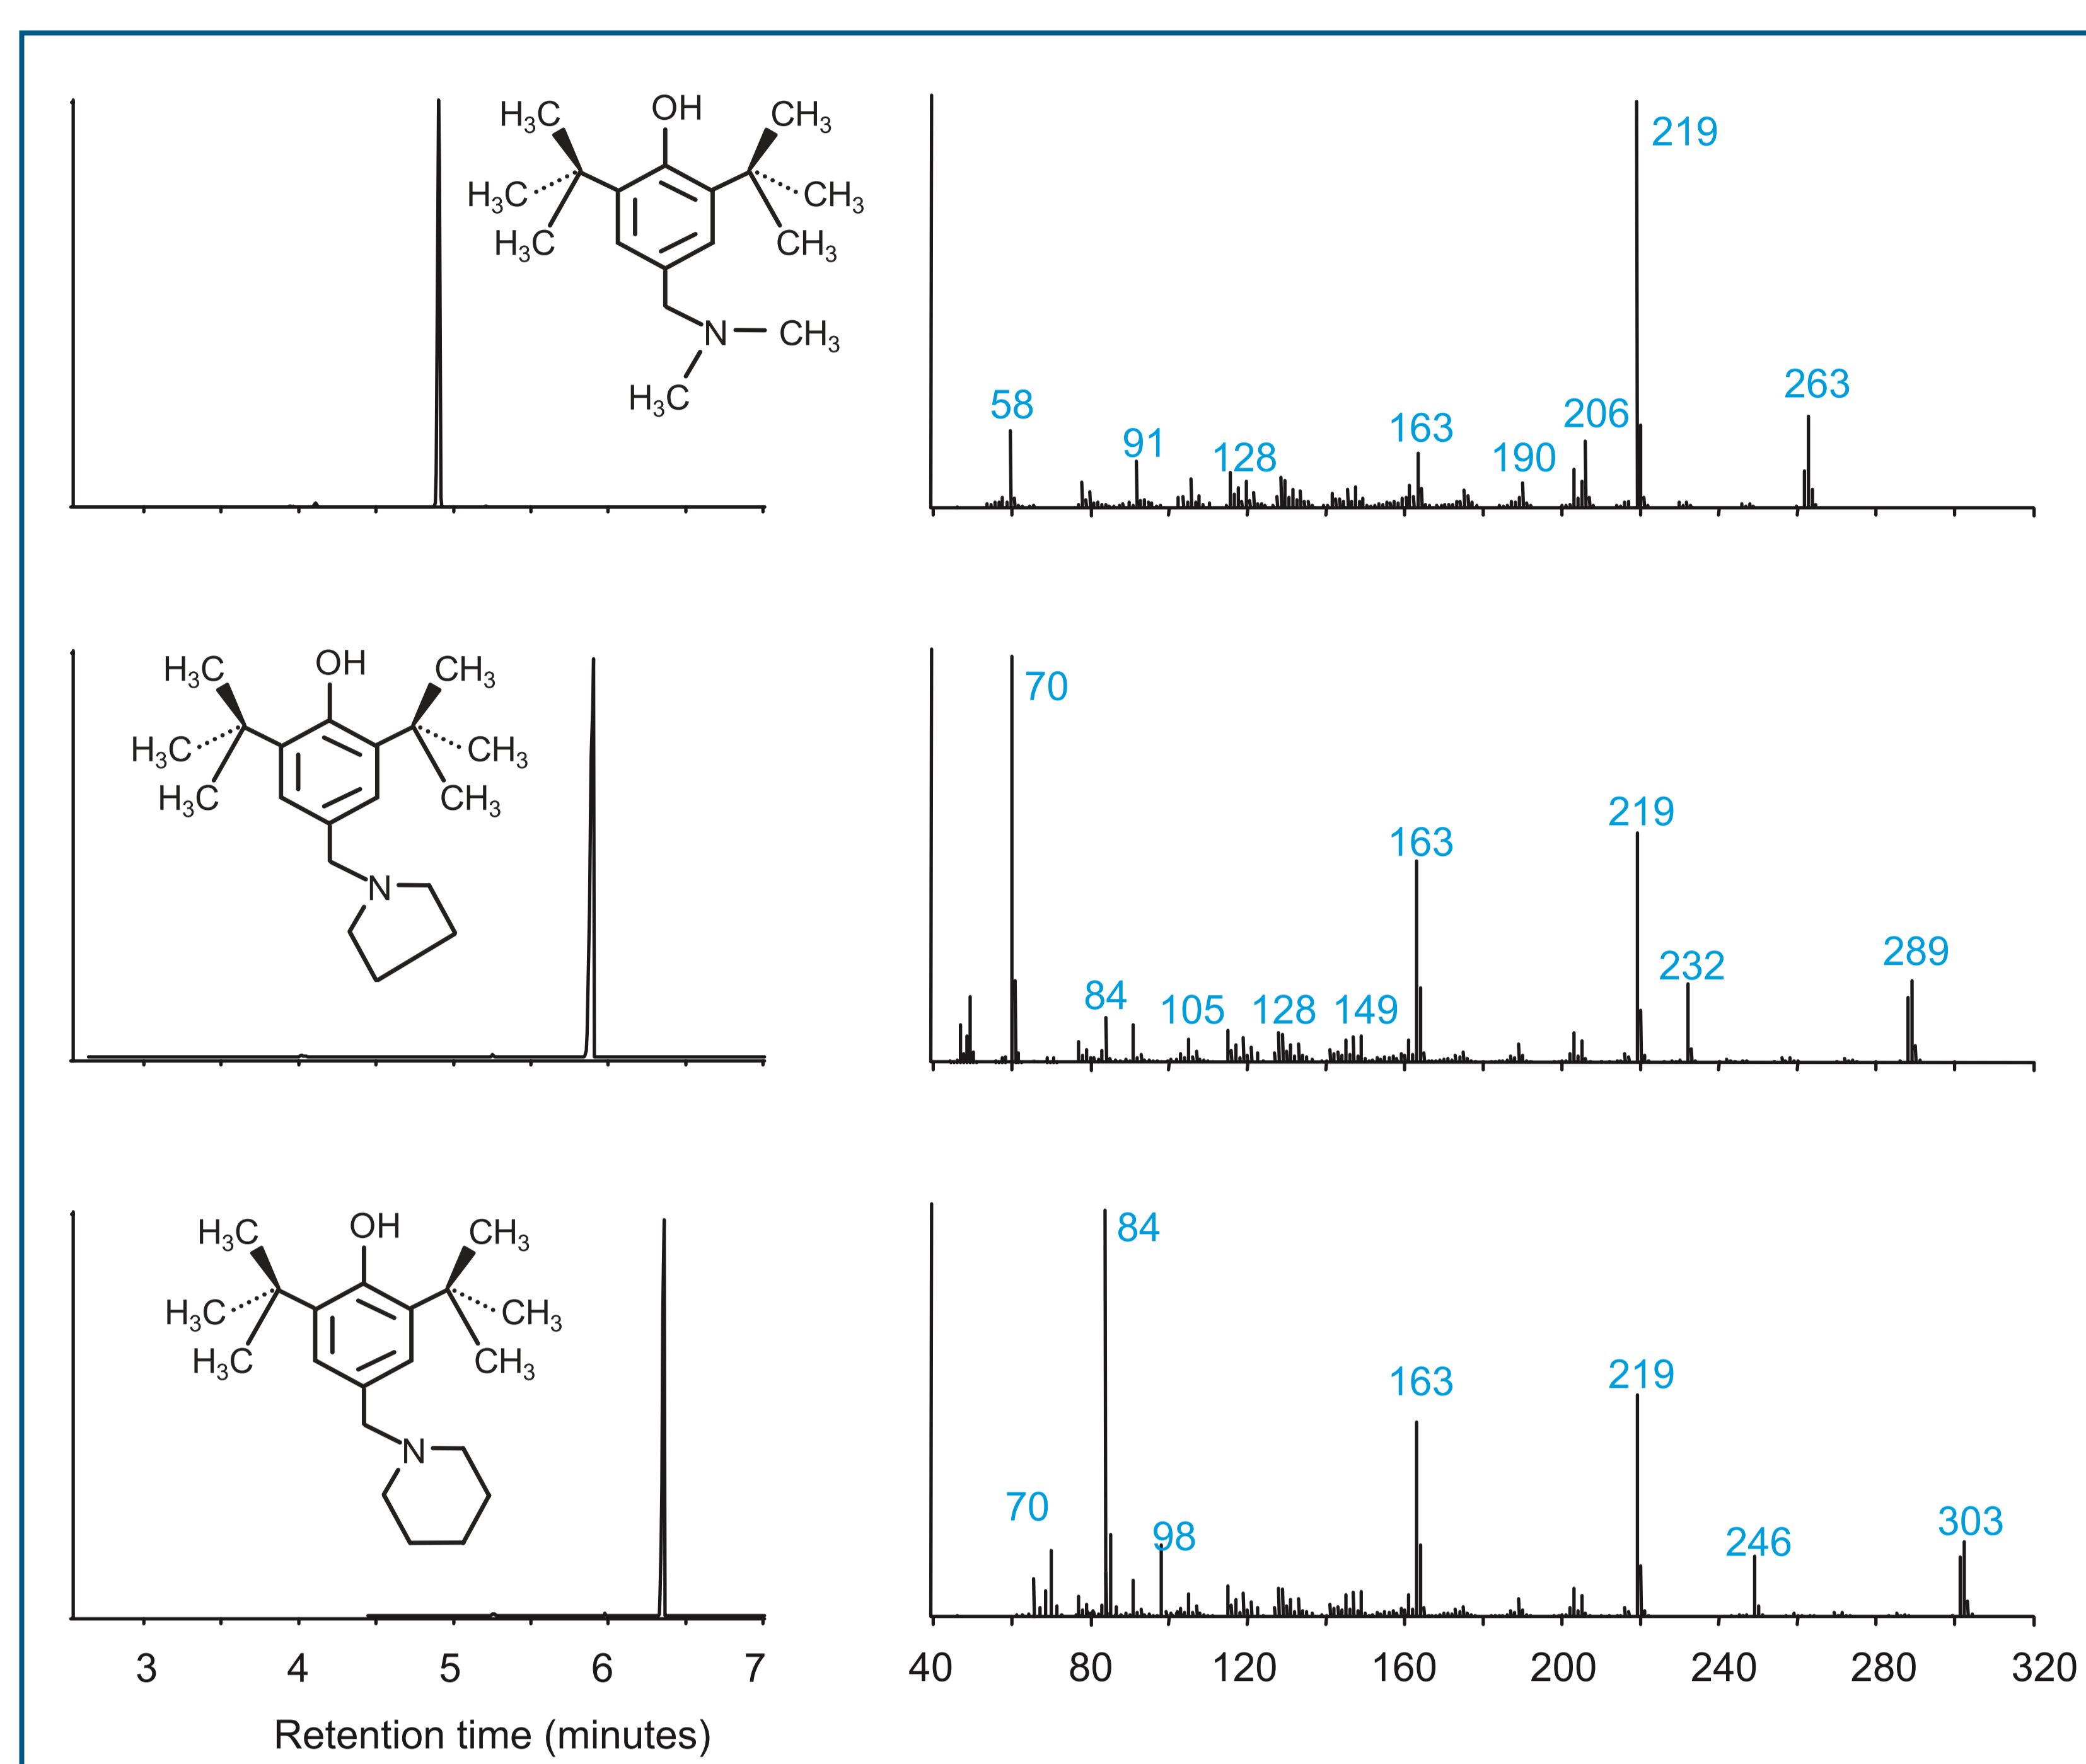 OH
H3C CH3
H3C CH3
H3C CH3
N CH3
H3C
219
263
58
206
163
91
128
190
OH
H3C CH3
H3C CH3
H3C CH3
N
70
219
163
289
232
84 105 128 149
OH
H3C CH3
H3C CH3
H3C CH3
N
84
163 219
70
98
246
303
3 4 5 6 7
Retention time (minutes)
40 80 120 160 200 240 280 320